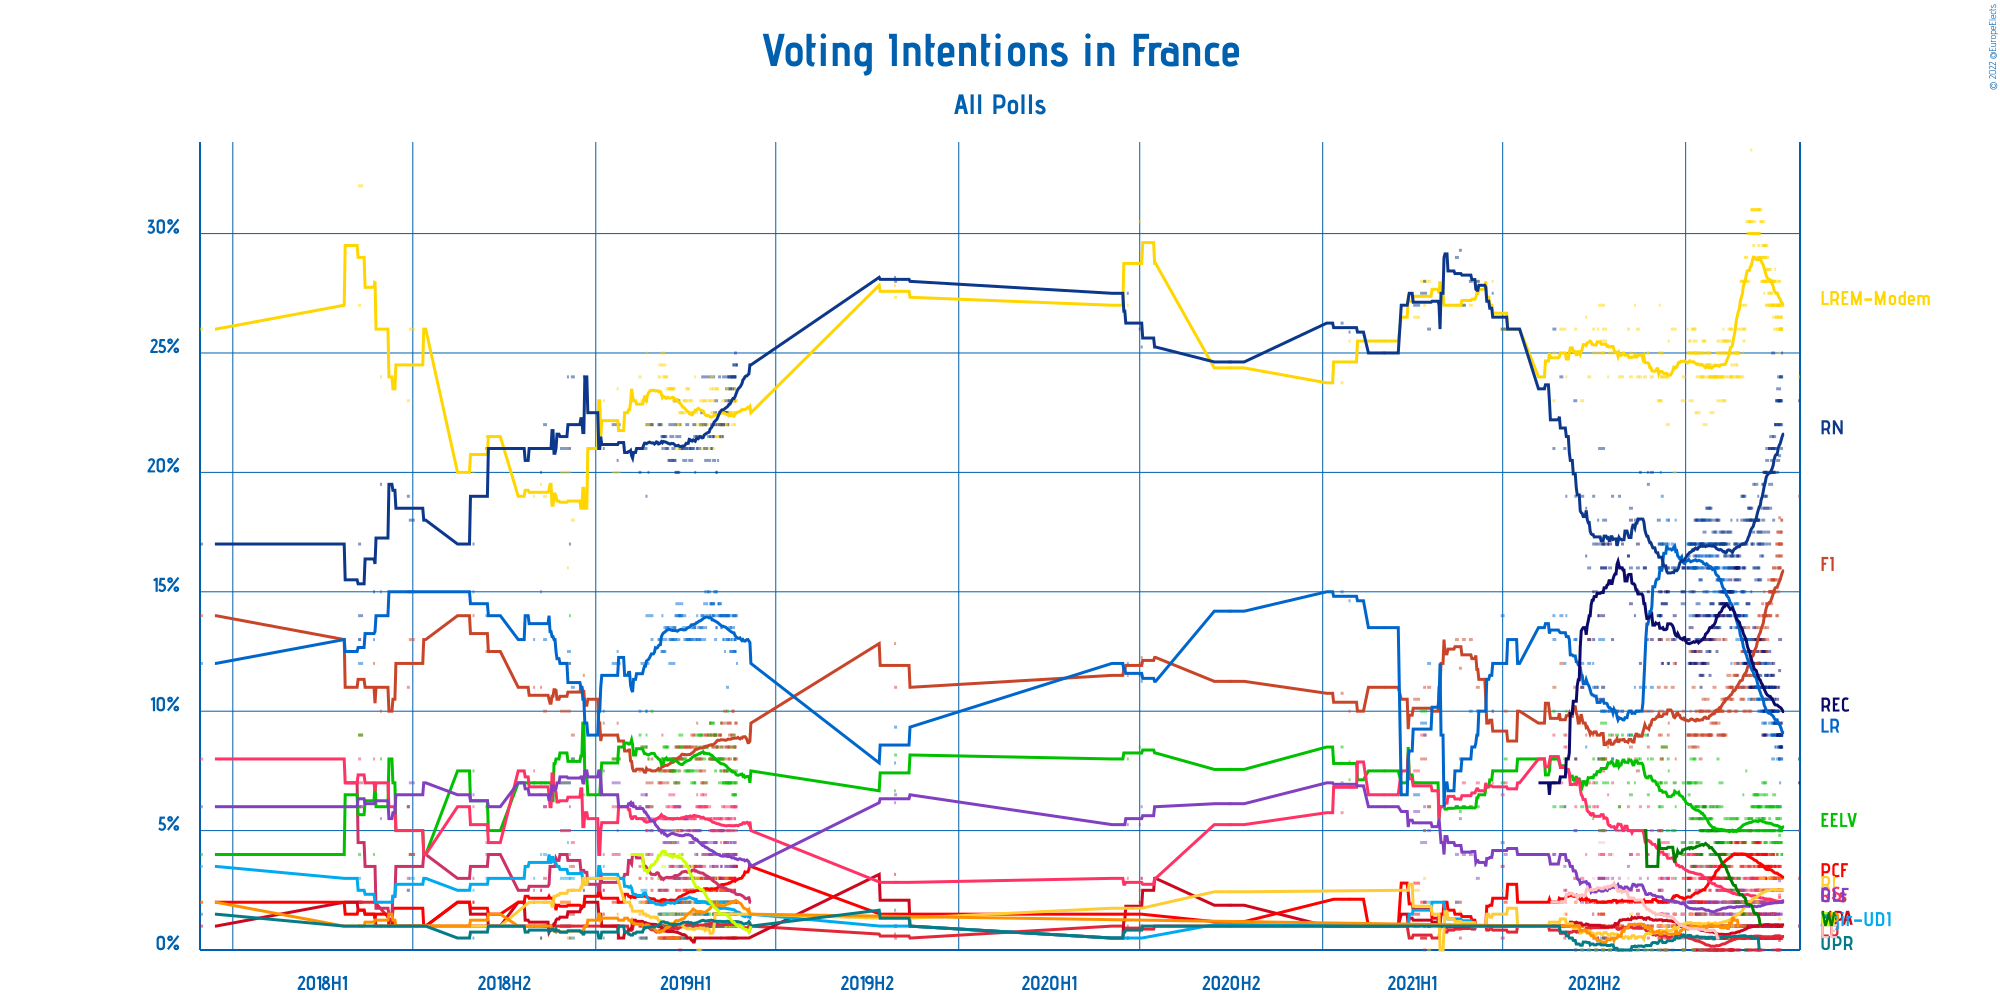 © 2022 @EuropeElects
Voting Intentions in France
All Polls
30%
25%
20%
15%
10%
5%
0%
LREM-Modem
RN
F1
REC
LR
EELV
PCF
UPR
2018H1
2018H2
2019H1
2019H2
2020H1
2020H2
2021H1
2021H2